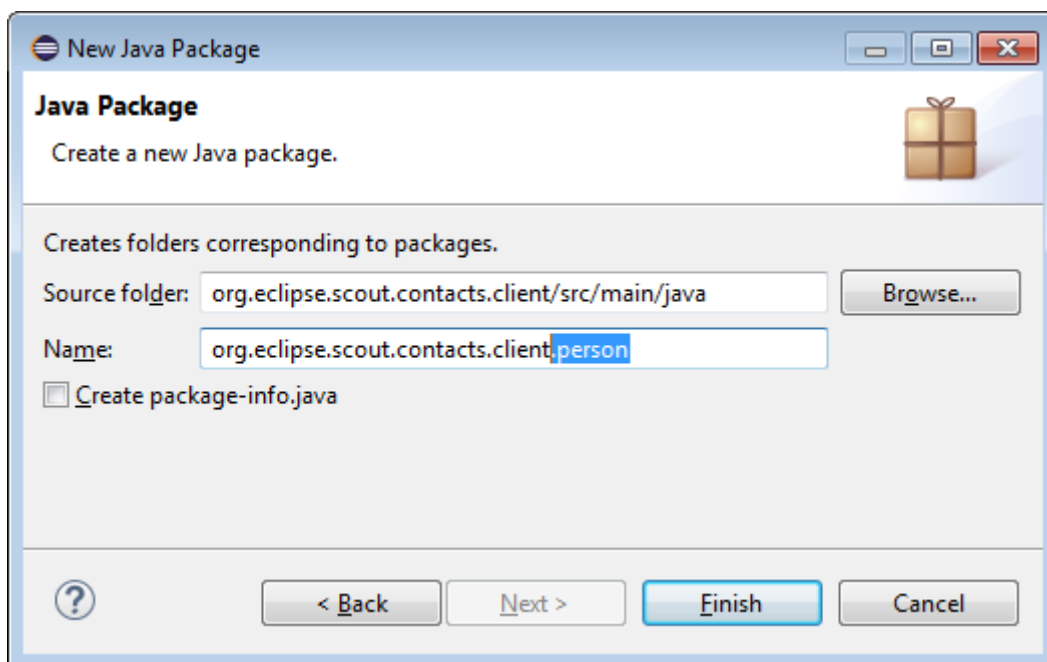 New Java Package
Java Package
Create a new Java package.
Creates folders corresponding to packages.
Source folder: org.eclipse.scout.contacts.client/src/main/java Browse...
Name: org.eclipse.scout.contacts.client.person
Create package-info.java
? < Back Next > Finish Cancel